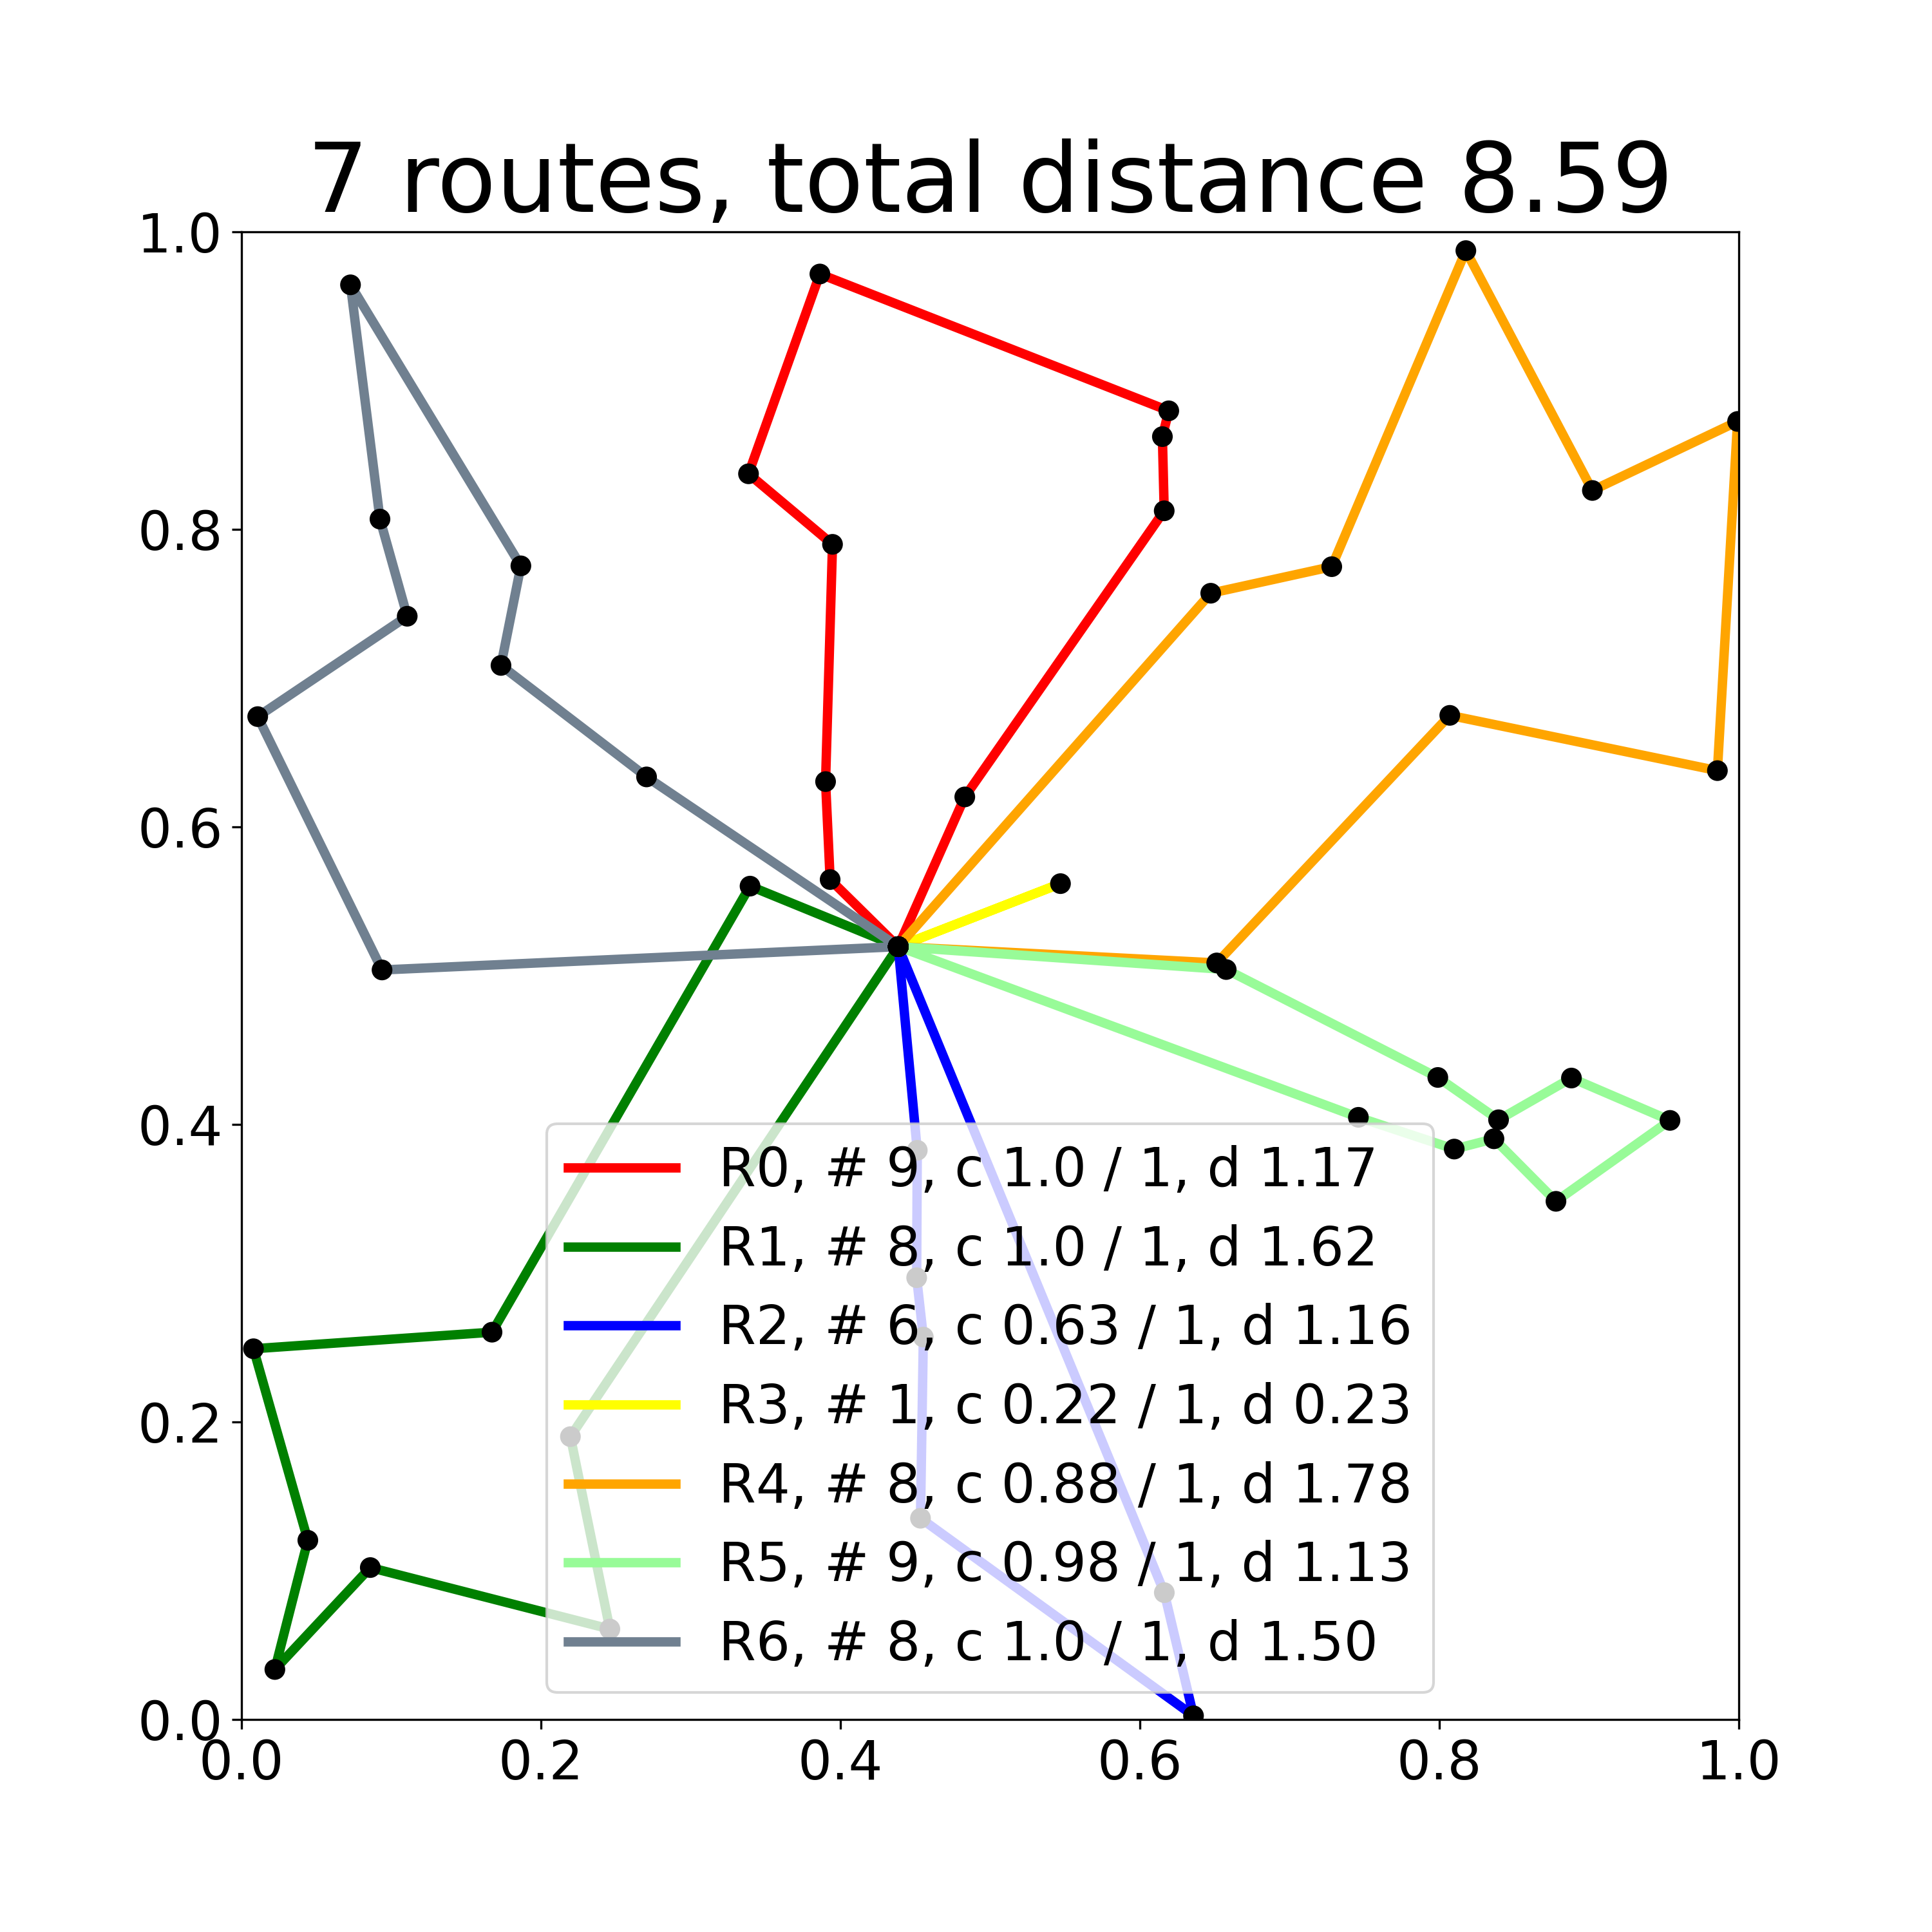 7 routes, total distance 8.59
1.0
0.8
0.6
0.4
0.2
0.0
R0, # 9, c 1.0 / 1, d 1.17
R1, # 8, c 1.0 / 1, d 1.62
R2, # 6, c 0.63 / 1, d 1.16
R3, # 1, c 0.22 / 1, d 0.23
R4, # 8, c 0.88 / 1, d 1.78
R5, # 9, c 0.98 / 1, d 1.13
R6, # 8, c 1.0 / 1, d 1.50
0.0 0.2 0.4 0.6 0.8 1.0